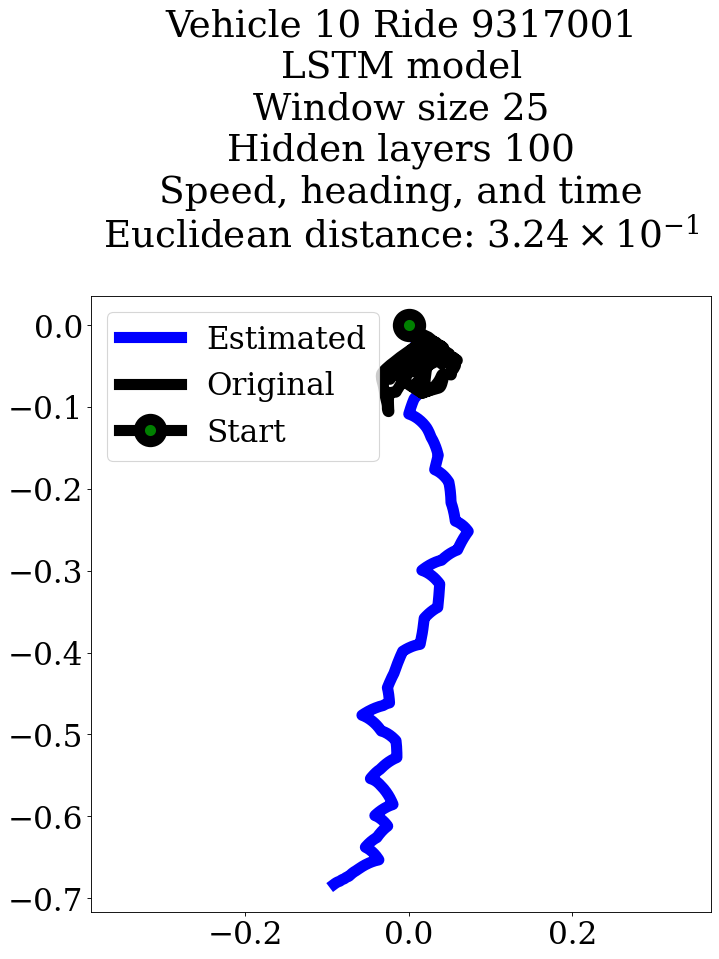 Vehicle 10 Ride 9317001
LSTM model
Window size 25
Hidden layers 100
Speed, heading, and time
Euclidean distance: 3.24 × 10⁻¹
Estimated
Original
Start
0.0
−0.1
−0.2
−0.3
−0.4
−0.5
−0.6
−0.7
−0.2 0.0 0.2